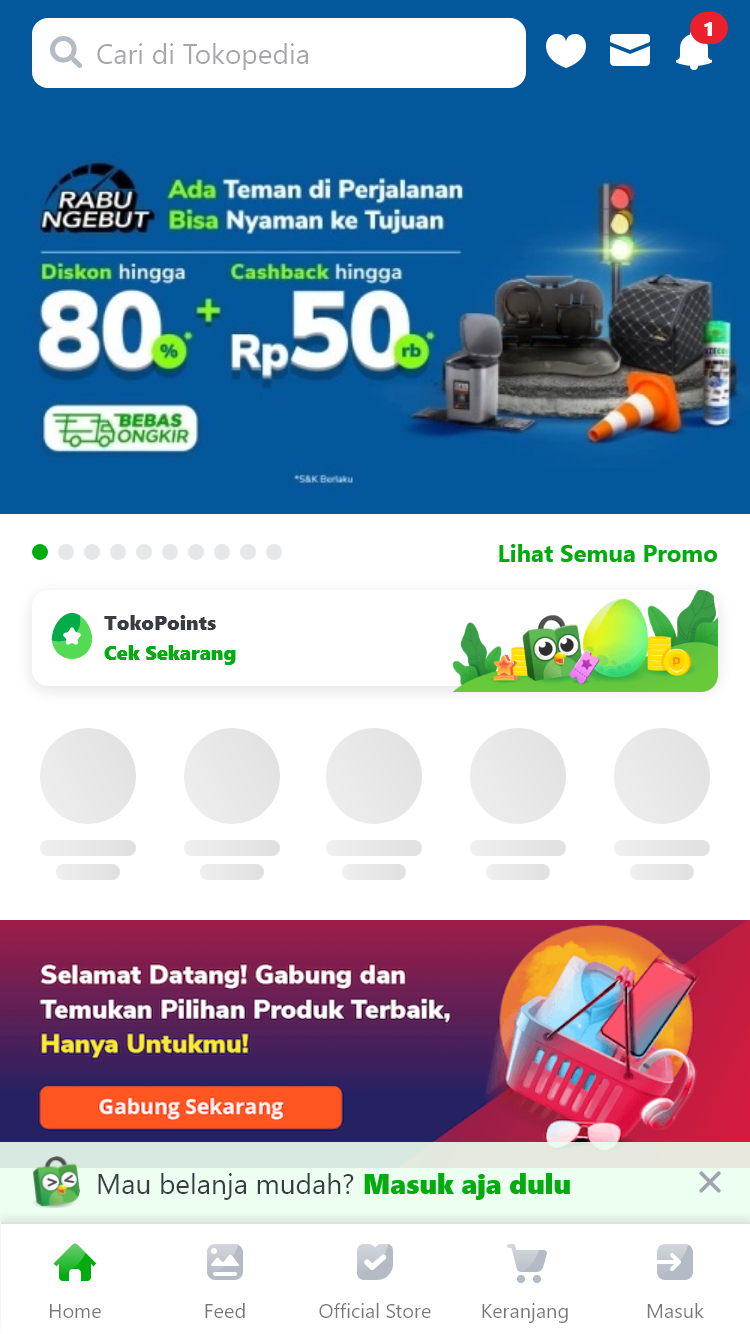 Cari di Tokopedia
1
RABU
NGEBUT
Ada Teman di Perjalanan
Bisa Nyaman ke Tujuan
Diskon hingga
80%*
+
Cashback hingga
Rp50rb*
BEBAS
ONGKIR
*S&K Berlaku
Lihat Semua Promo
TokoPoints
Cek Sekarang
Selamat Datang! Gabung dan
Temukan Pilihan Produk Terbaik,
Hanya Untukmu!
Gabung Sekarang
Mau belanja mudah? Masuk aja dulu
Home
Feed
Official Store
Keranjang
Masuk